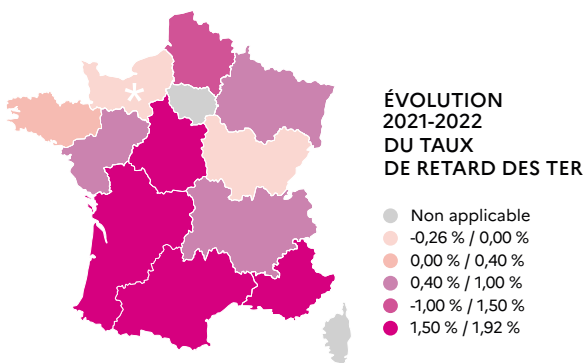 *
ÉVOLUTION
2021-2022
DU TAUX
DE RETARD DES TER
Non applicable
-0,26 % / 0,00 %
0,00 % / 0,40 %
0,40 % / 1,00 %
-1,00 % / 1,50 %
1,50 % / 1,92 %